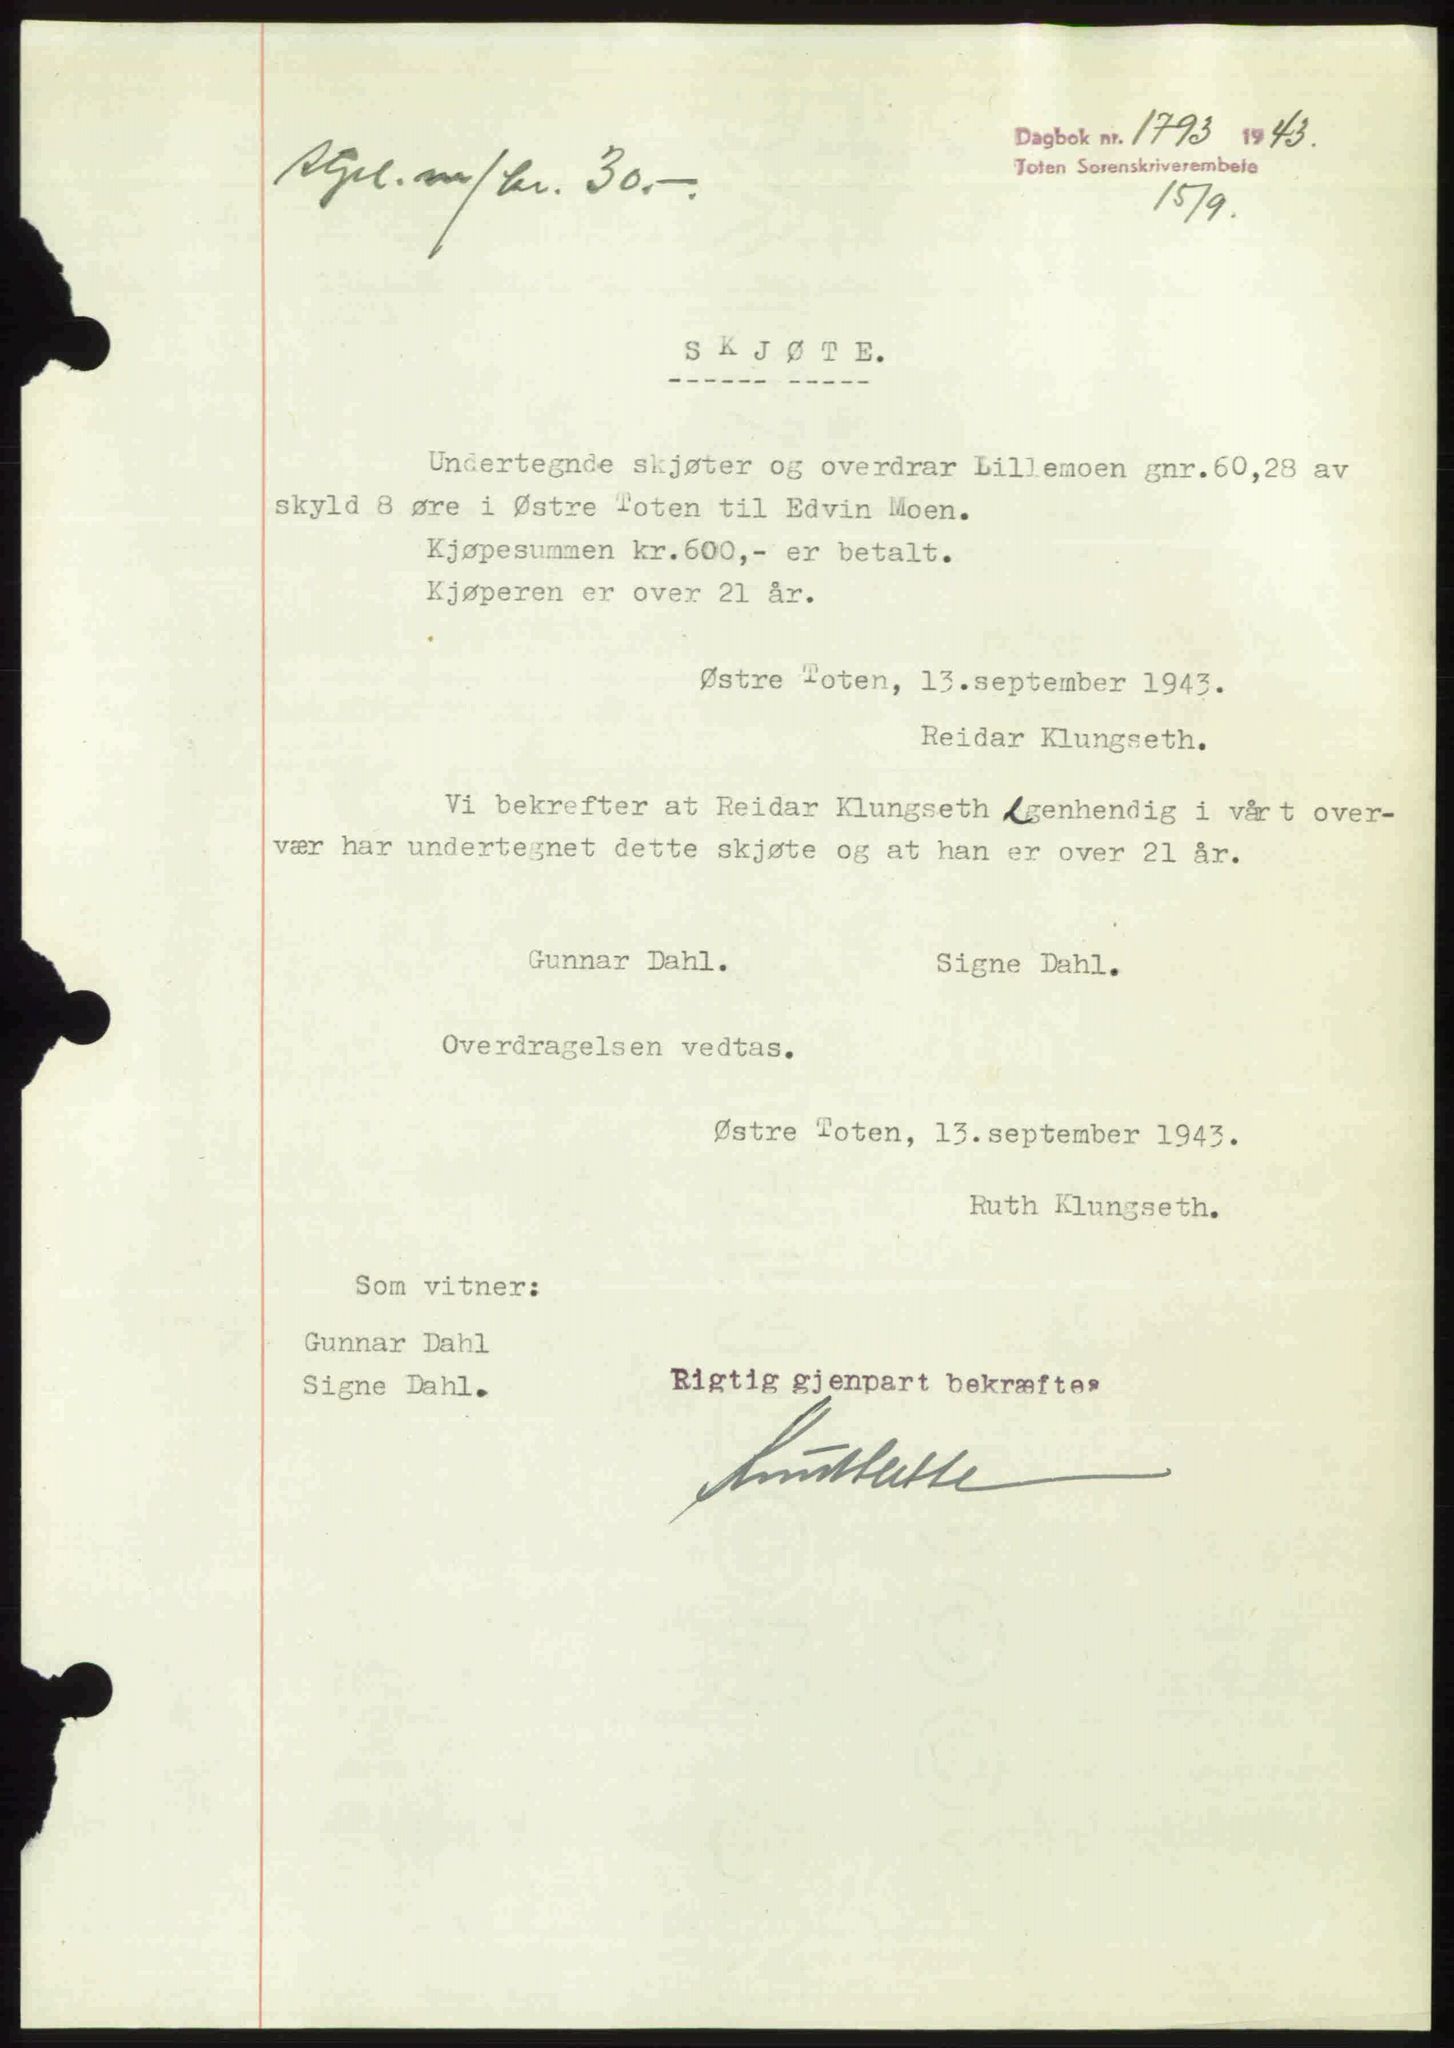 Dagbok nr. 1793 1943.
Toten Sorenskriverembete
15/9.
Stpl. m/ kr. 30.-.
SKJØTE.
Undertegnde skjøter og overdrar Lillemoen gnr.60,28 av
skyld 8 øre i Østre Toten til Edvin Moen.
Kjøpesummen kr.600,- er betalt.
Kjøperen er over 21 år.
Østre Toten, 13.september 1943.
Reidar Klungseth.
Vi bekrefter at Reidar Klungseth egenhendig i vårt over-
vær har undertegnet dette skjøte og at han er over 21 år.
Gunnar Dahl. Signe Dahl.
Overdragelsen vedtas.
Østre Toten, 13.september 1943.
Ruth Klungseth.
Som vitner:
Gunnar Dahl
Signe Dahl.
Rigtig gjenpart bekræftes